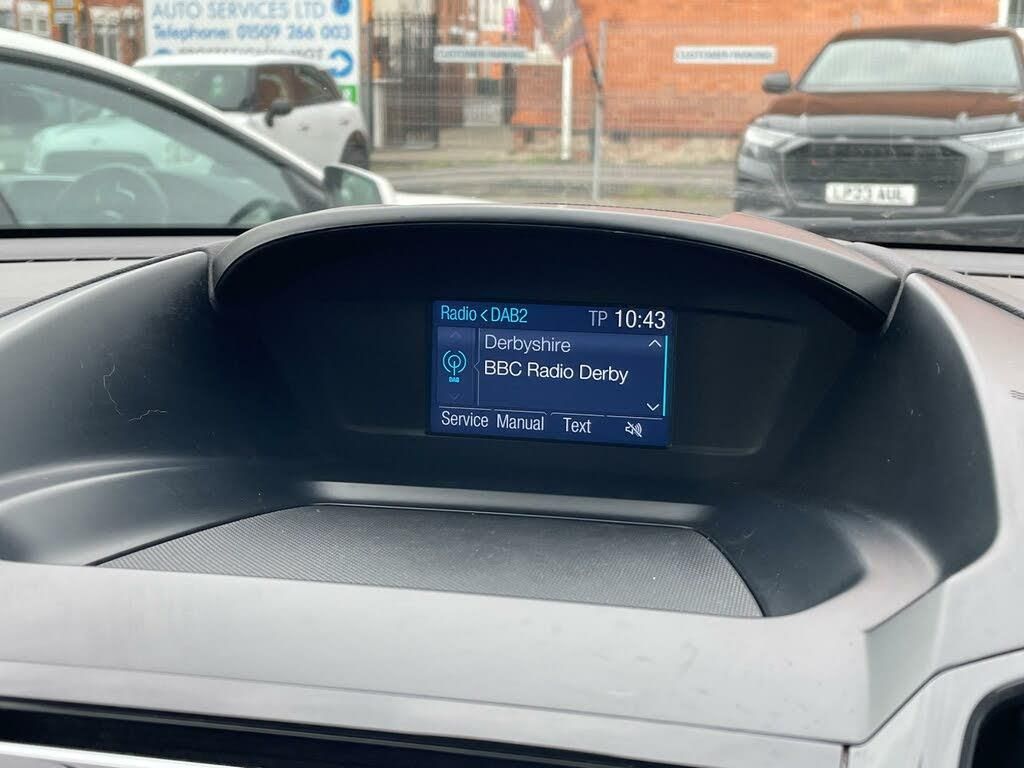 AUTO SERVICES LTD
Telephone: 01509 266 003
CUSTOMER PARKING
CUSTOMER PARKING
LP23 AUL
Radio < DAB2 TP 10:43
Derbyshire
DAB
BBC Radio Derby
Service Manual Text